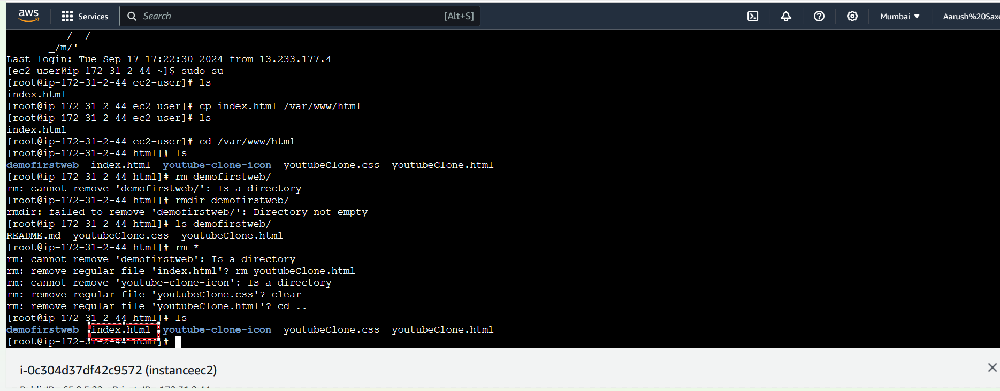 aws Services Search [Alt+S] Mumbai ▼ Aarush%20Saxe
_/ _/
_/m/'
Last login: Tue Sep 17 17:22:30 2024 from 13.233.177.4
[ec2-user@ip-172-31-2-44 ~]$ sudo su
[root@ip-172-31-2-44 ec2-user]# ls
index.html
[root@ip-172-31-2-44 ec2-user]# cp index.html /var/www/html
[root@ip-172-31-2-44 ec2-user]# ls
index.html
[root@ip-172-31-2-44 ec2-user]# cd /var/www/html
[root@ip-172-31-2-44 html]# ls
demofirstweb index.html youtube-clone-icon youtubeClone.css youtubeClone.html
[root@ip-172-31-2-44 html]# rm demofirstweb/
rm: cannot remove 'demofirstweb/': Is a directory
[root@ip-172-31-2-44 html]# rmdir demofirstweb/
rmdir: failed to remove 'demofirstweb/': Directory not empty
[root@ip-172-31-2-44 html]# ls demofirstweb/
README.md youtubeClone.css youtubeClone.html
[root@ip-172-31-2-44 html]# rm *
rm: cannot remove 'demofirstweb': Is a directory
rm: remove regular file 'index.html'? rm youtubeClone.html
rm: cannot remove 'youtube-clone-icon': Is a directory
rm: remove regular file 'youtubeClone.css'? clear
rm: remove regular file 'youtubeClone.html'? cd ..
[root@ip-172-31-2-44 html]# ls
demofirstweb index.html youtube-clone-icon youtubeClone.css youtubeClone.html
[root@ip-172-31-2-44 html]#
i-0c304d37df42c9572 (instanceec2)